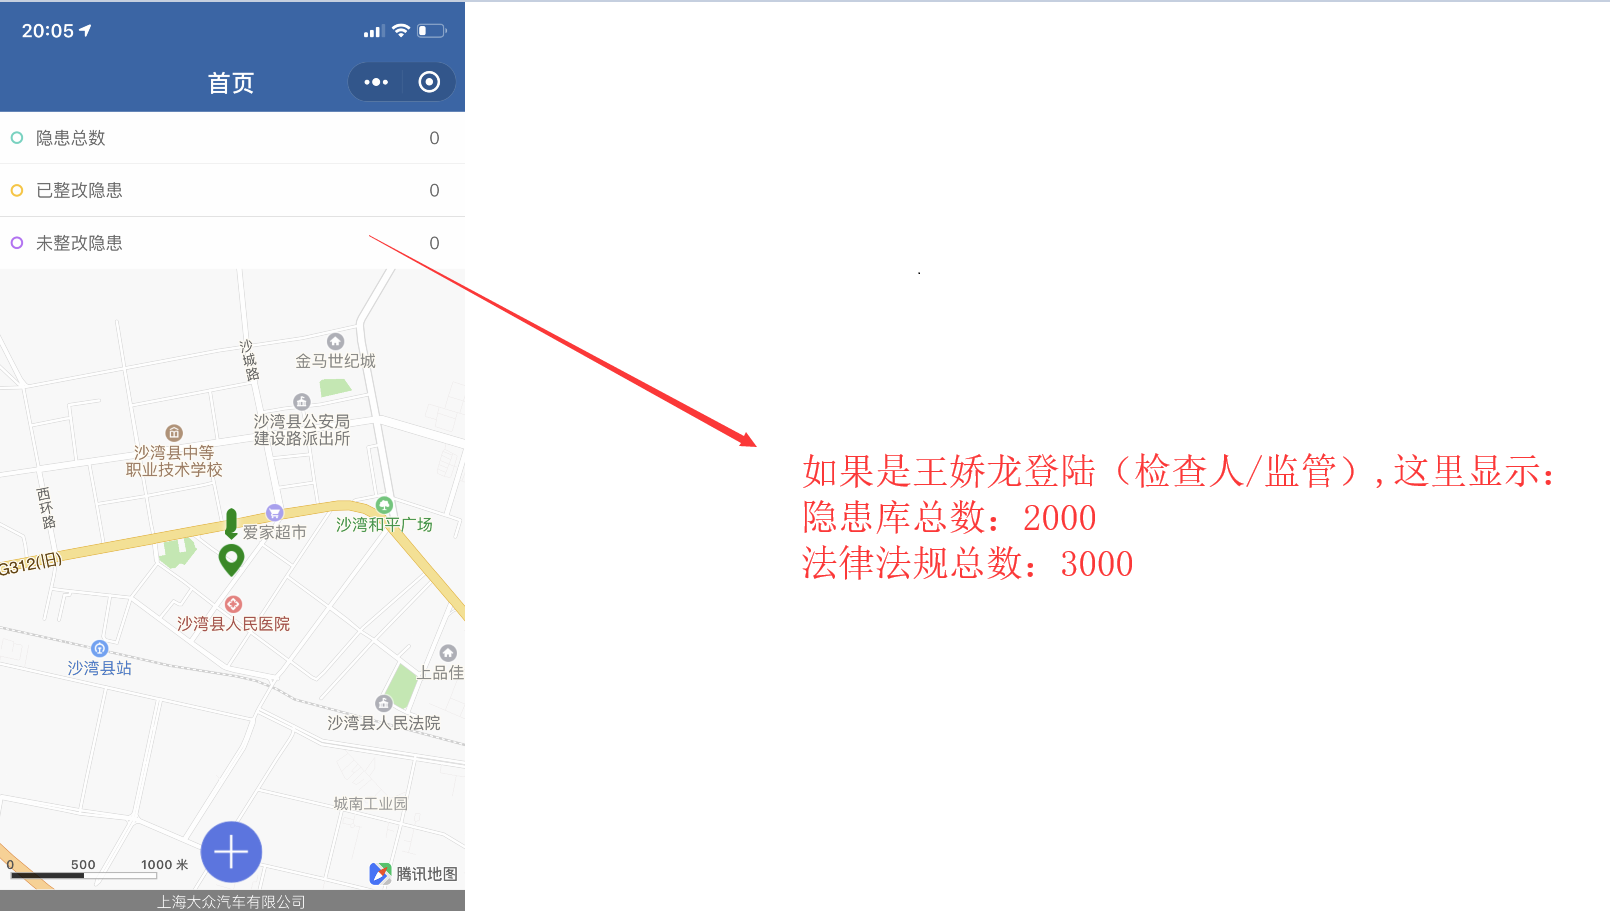 20:05
首页
隐患总数 0
已整改隐患 0
未整改隐患 0
沙城路
金马世纪城
沙湾县公安局
建设路派出所
沙湾县中等
职业技术学校
西环路
爱家超市
沙湾和平广场
G312(旧)
沙湾县人民医院
沙湾县站
上品佳
沙湾县人民法院
城南工业园
0 500 1000 米
腾讯地图
上海大众汽车有限公司
如果是王娇龙登陆（检查人/监管）,这里显示：
隐患库总数：2000
法律法规总数：3000